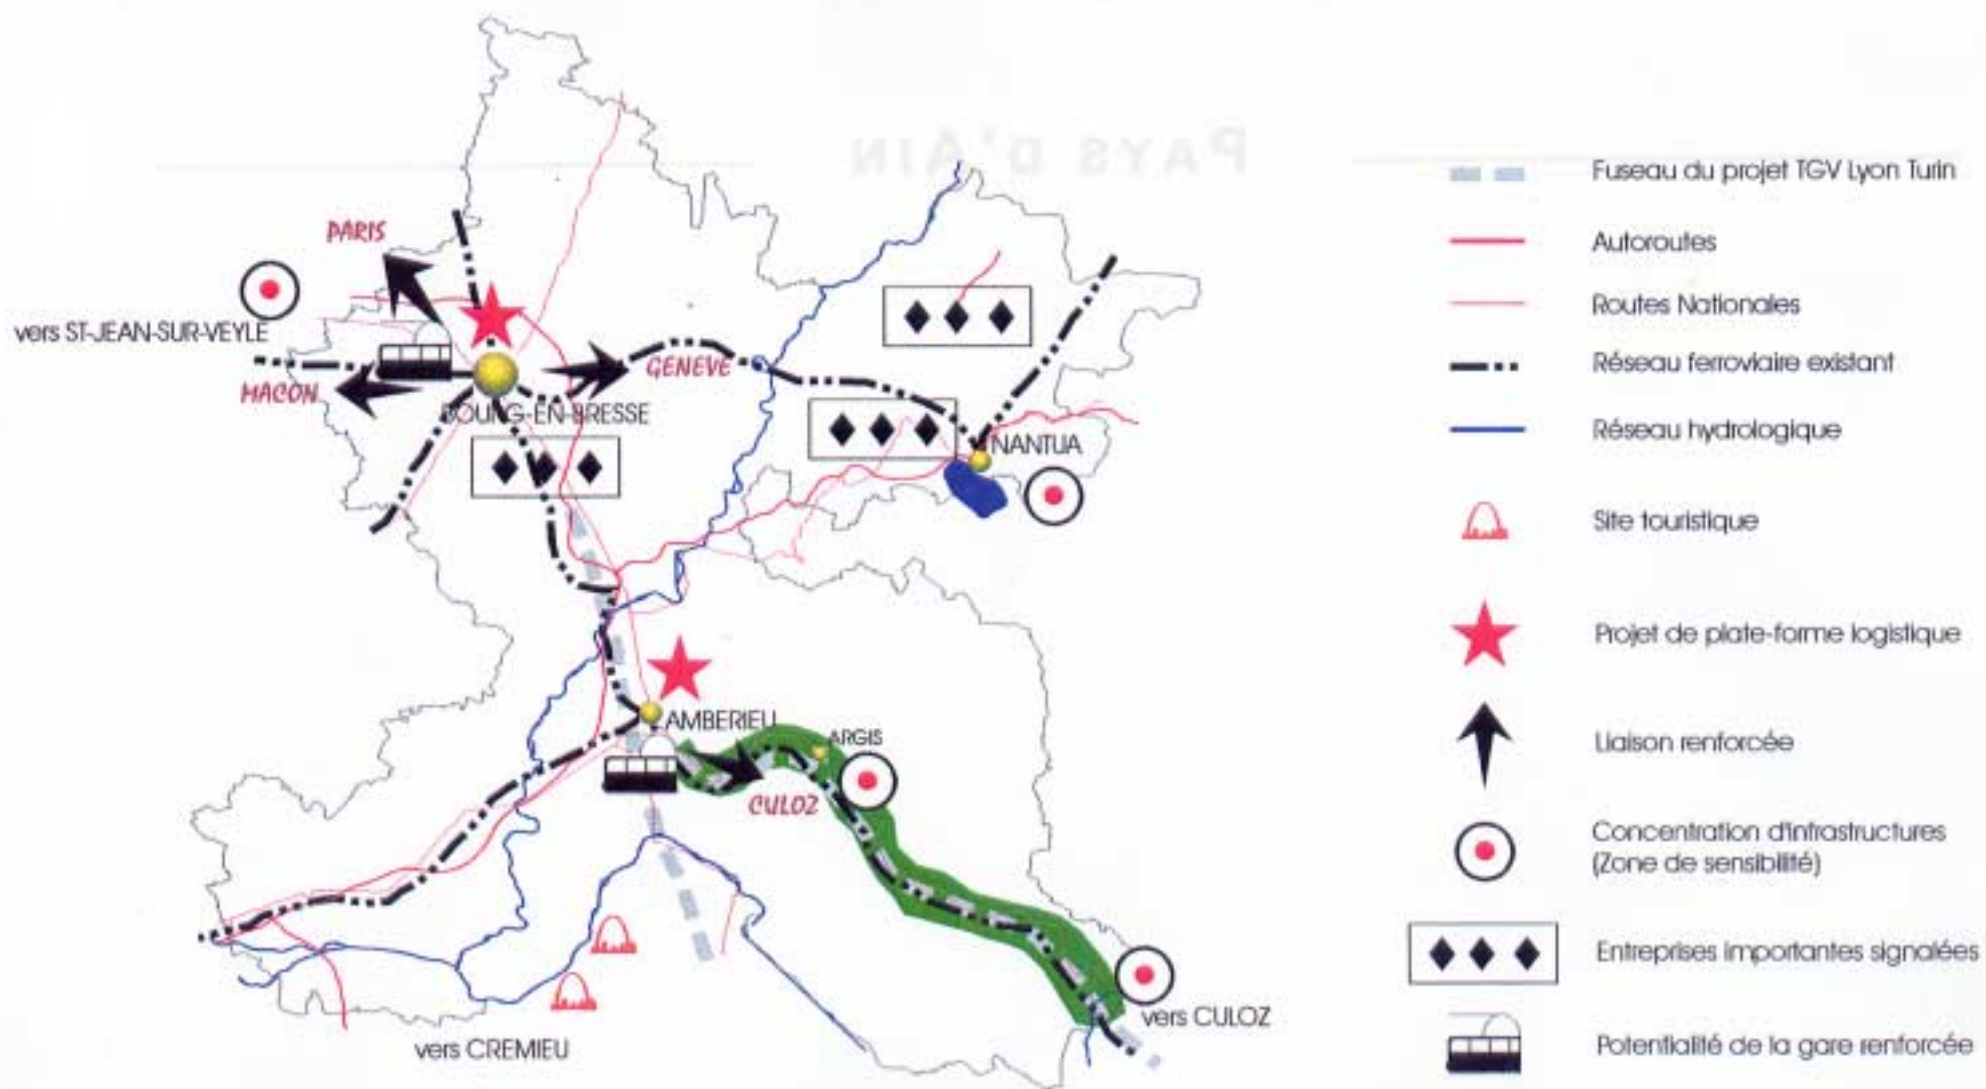 PAYS D'AIN
PARIS
vers ST-JEAN-SUR-VEYLE
MACON
GENEVE
BOURG-EN-BRESSE
NANTUA
AMBERIEU
ARGIS
CULOZ
vers CULOZ
vers CREMIEU
Fuseau du projet TGV Lyon Turin
Autoroutes
Routes Nationales
Réseau ferroviaire existant
Réseau hydrologique
Site touristique
Projet de plate-forme logistique
Liaison renforcée
Concentration d'infrastructures
(Zone de sensibilité)
Entreprises importantes signalées
Potentialité de la gare renforcée